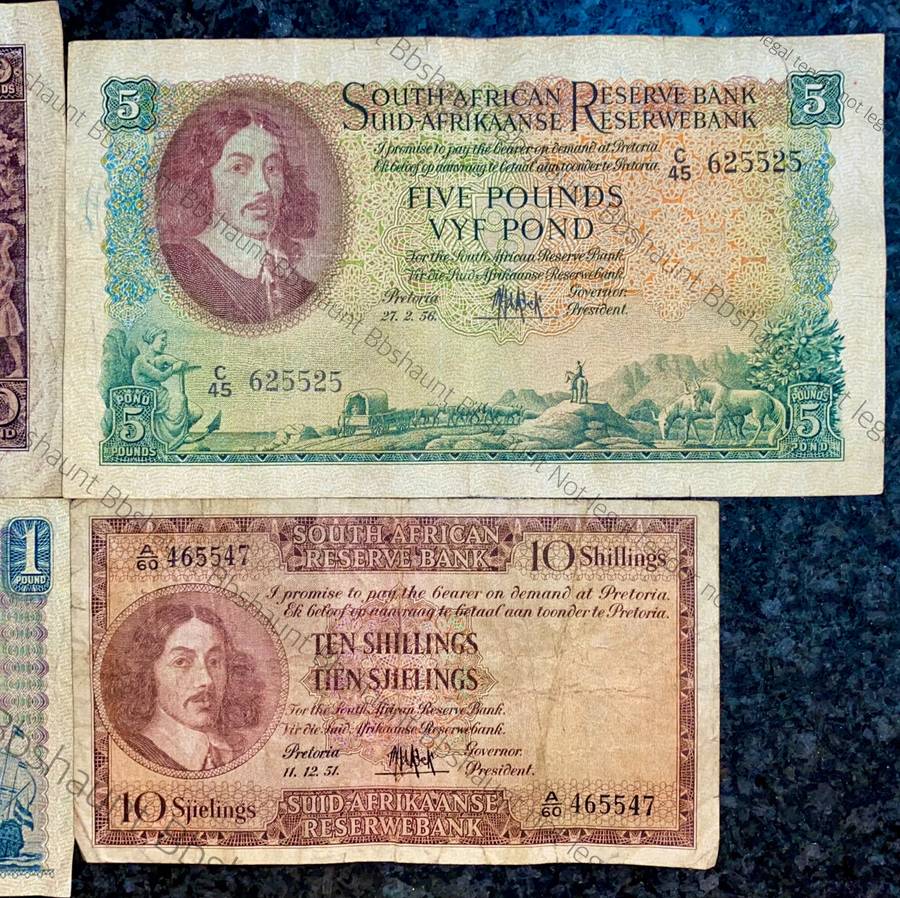 5
SOUTH AFRICAN RESERVE BANK
SUID-AFRIKAANSE RESERWEBANK
5
I promise to pay the bearer on demand at Pretoria.
Ek beloof op aanvraag te betaal aan toonder te Pretoria.
C/45 625525
FIVE POUNDS
VYF POND
For the South African Reserve Bank.
Vir die Suid-Afrikaanse Reserwebank.
Pretoria
27. 2. 56.
Governor.
President.
C/45 625525
POND
5
POUNDS
POUNDS
5
POND
1
POUND
A/60 465547
SOUTH AFRICAN
RESERVE BANK
10 Shillings
I promise to pay the bearer on demand at Pretoria.
Ek beloof op aanvraag te betaal aan toonder te Pretoria.
TEN SHILLINGS
TIEN SJIELINGS
For the South African Reserve Bank.
Vir die Suid-Afrikaanse Reserwebank.
Pretoria
11. 12. 51.
Governor.
President.
10 Sjielings
SUID-AFRIKAANSE
RESERWEBANK
A/60 465547
Bbshaunt Bbshaunt Bbshaunt Not legal tender